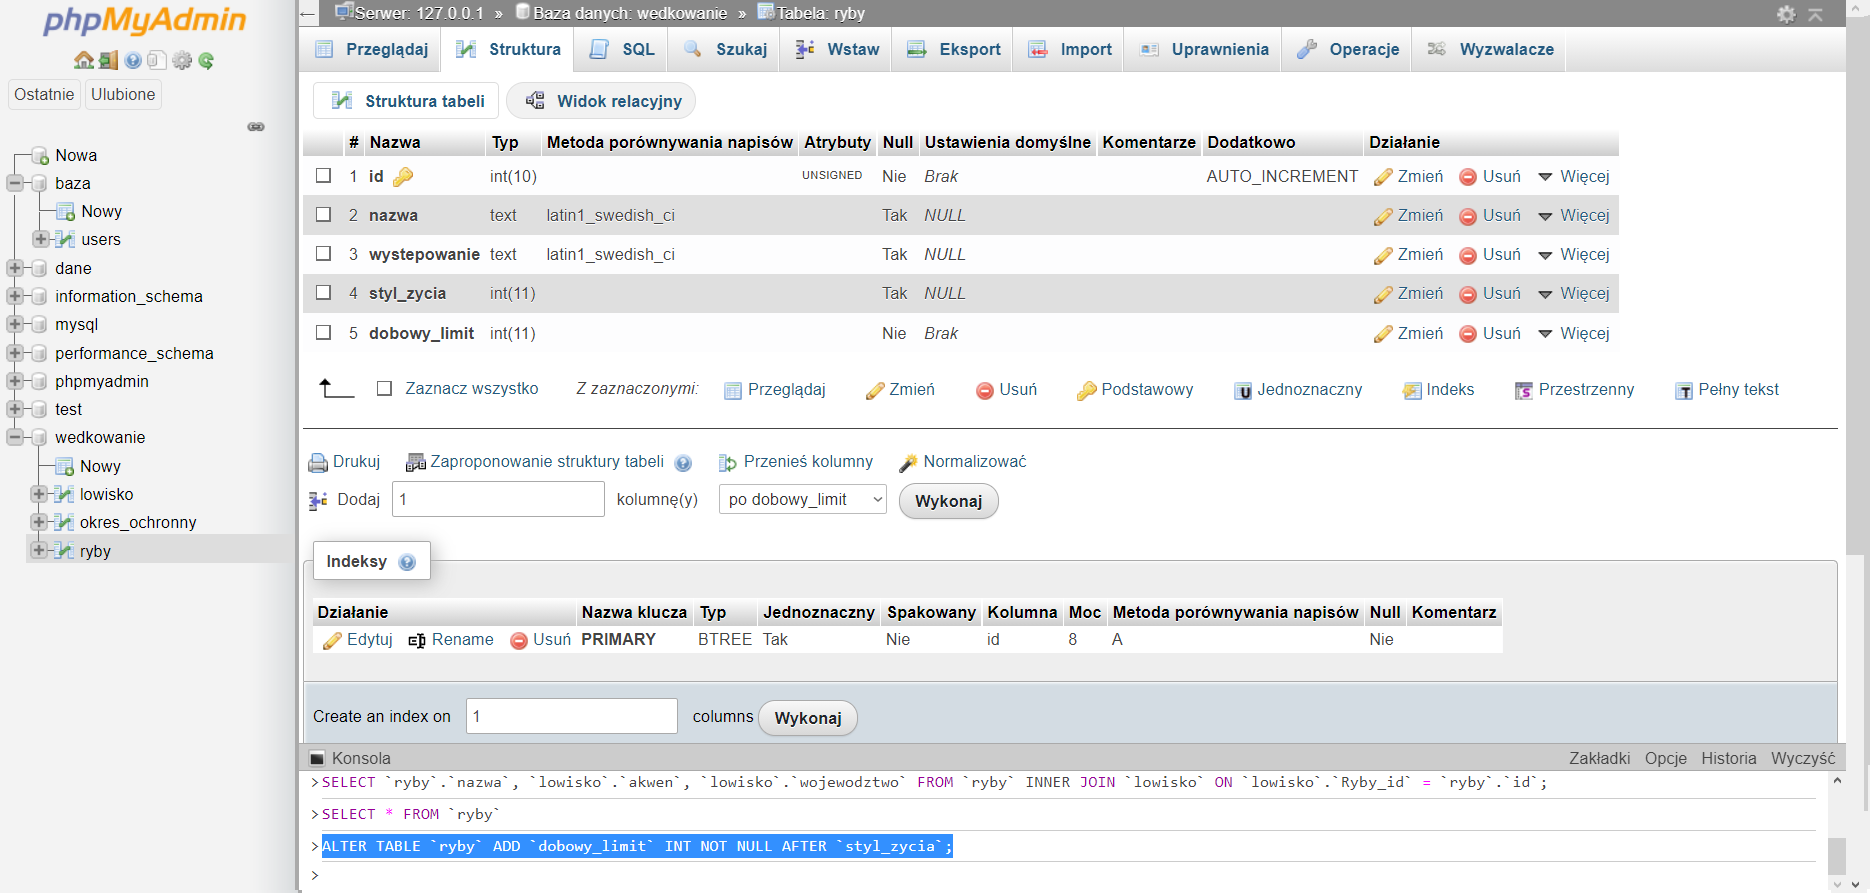 phpMyAdmin
Ostatnie Ulubione
Nowa
baza
Nowy
users
dane
information_schema
mysql
performance_schema
phpmyadmin
test
wedkowanie
Nowy
lowisko
okres_ochronny
ryby
← Serwer: 127.0.0.1 » Baza danych: wedkowanie » Tabela: ryby
Przeglądaj Struktura SQL Szukaj Wstaw Eksport Import Uprawnienia Operacje Wyzwalacze
Struktura tabeli Widok relacyjny
# Nazwa Typ Metoda porównywania napisów Atrybuty Null Ustawienia domyślne Komentarze Dodatkowo Działanie
1 id int(10) UNSIGNED Nie Brak AUTO_INCREMENT Zmień Usuń Więcej
2 nazwa text latin1_swedish_ci Tak NULL Zmień Usuń Więcej
3 wystepowanie text latin1_swedish_ci Tak NULL Zmień Usuń Więcej
4 styl_zycia int(11) Tak NULL Zmień Usuń Więcej
5 dobowy_limit int(11) Nie Brak Zmień Usuń Więcej
Zaznacz wszystko Z zaznaczonymi: Przeglądaj Zmień Usuń Podstawowy Jednoznaczny Indeks Przestrzenny Pełny tekst
Drukuj Zaproponowanie struktury tabeli Przenieś kolumny Normalizować
Dodaj 1 kolumnę(y) po dobowy_limit Wykonaj
Indeksy
Działanie Nazwa klucza Typ Jednoznaczny Spakowany Kolumna Moc Metoda porównywania napisów Null Komentarz
Edytuj Rename Usuń PRIMARY BTREE Tak Nie id 8 A Nie
Create an index on 1 columns Wykonaj
Konsola Zakładki Opcje Historia Wyczyść
>SELECT `ryby`.`nazwa`, `lowisko`.`akwen`, `lowisko`.`wojewodztwo` FROM `ryby` INNER JOIN `lowisko` ON `lowisko`.`Ryby_id` = `ryby`.`id`;
>SELECT * FROM `ryby`
>ALTER TABLE `ryby` ADD `dobowy_limit` INT NOT NULL AFTER `styl_zycia`;
>